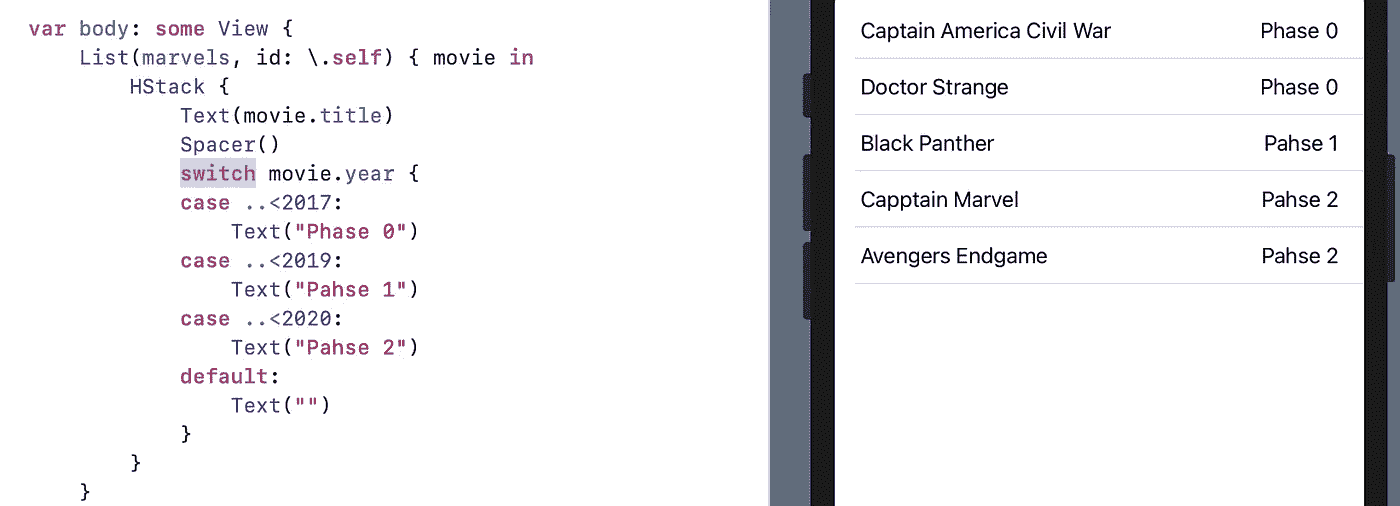 var body: some View {
List(marvels, id: \.self) { movie in
HStack {
Text(movie.title)
Spacer()
switch movie.year {
case ..<2017:
Text("Phase 0")
case ..<2019:
Text("Pahse 1")
case ..<2020:
Text("Pahse 2")
default:
Text("")
}
}
}
Captain America Civil War Phase 0
Doctor Strange Phase 0
Black Panther Pahse 1
Capptain Marvel Pahse 2
Avengers Endgame Pahse 2